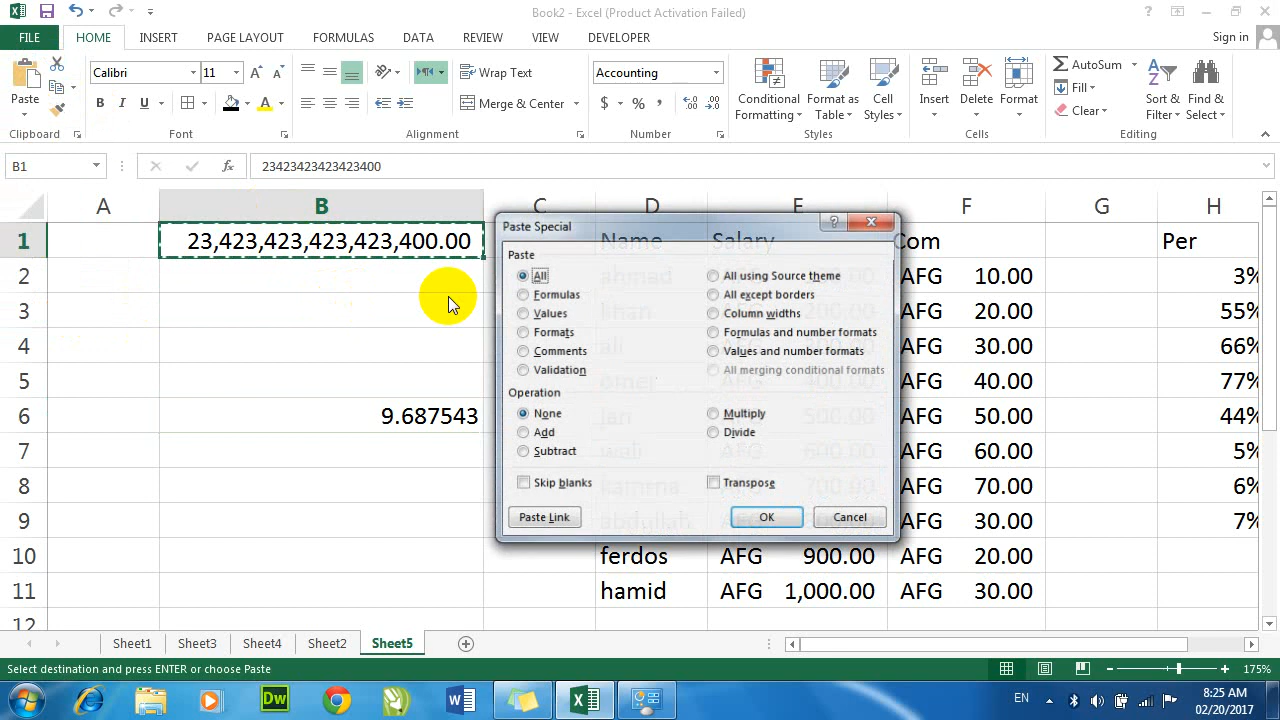 Book2 - Excel (Product Activation Failed)
FILE HOME INSERT PAGE LAYOUT FORMULAS DATA REVIEW VIEW DEVELOPER Sign in
Calibri 11 Wrap Text Accounting AutoSum
Paste Merge & Center Conditional Formatting Format as Table Cell Styles Insert Delete Format Fill Sort & Filter Find & Select
B I U $ % Clear
Clipboard Font Alignment Number Styles Cells Editing
B1 fx 23423423423423400
A B C D E F G H
1 23,423,423,423,423,400.00 Name Salary Com Per
2 ahmad AFG 10.00 3%
3 khan AFG 20.00 55%
4 ali AFG 30.00 66%
5 omer AFG 40.00 77%
6 9.687543 Jan 500.00 AFG 50.00 44%
7 wali 600.00 AFG 60.00 5%
8 700.00 AFG 70.00 6%
9 abdullah AFG 30.00 7%
10 ferdos AFG 900.00 AFG 20.00
11 hamid AFG 1,000.00 AFG 30.00
12
Paste Special
Paste
All All using Source theme
Formulas All except borders
Values Column widths
Formats Formulas and number formats
Comments Values and number formats
Validation All merging conditional formats
Operation
None Multiply
Add Divide
Subtract
Skip blanks Transpose
Paste Link OK Cancel
Sheet1 Sheet3 Sheet4 Sheet2 Sheet5
Select destination and press ENTER or choose Paste 175%
Dw W EN 8:25 AM
02/20/2017